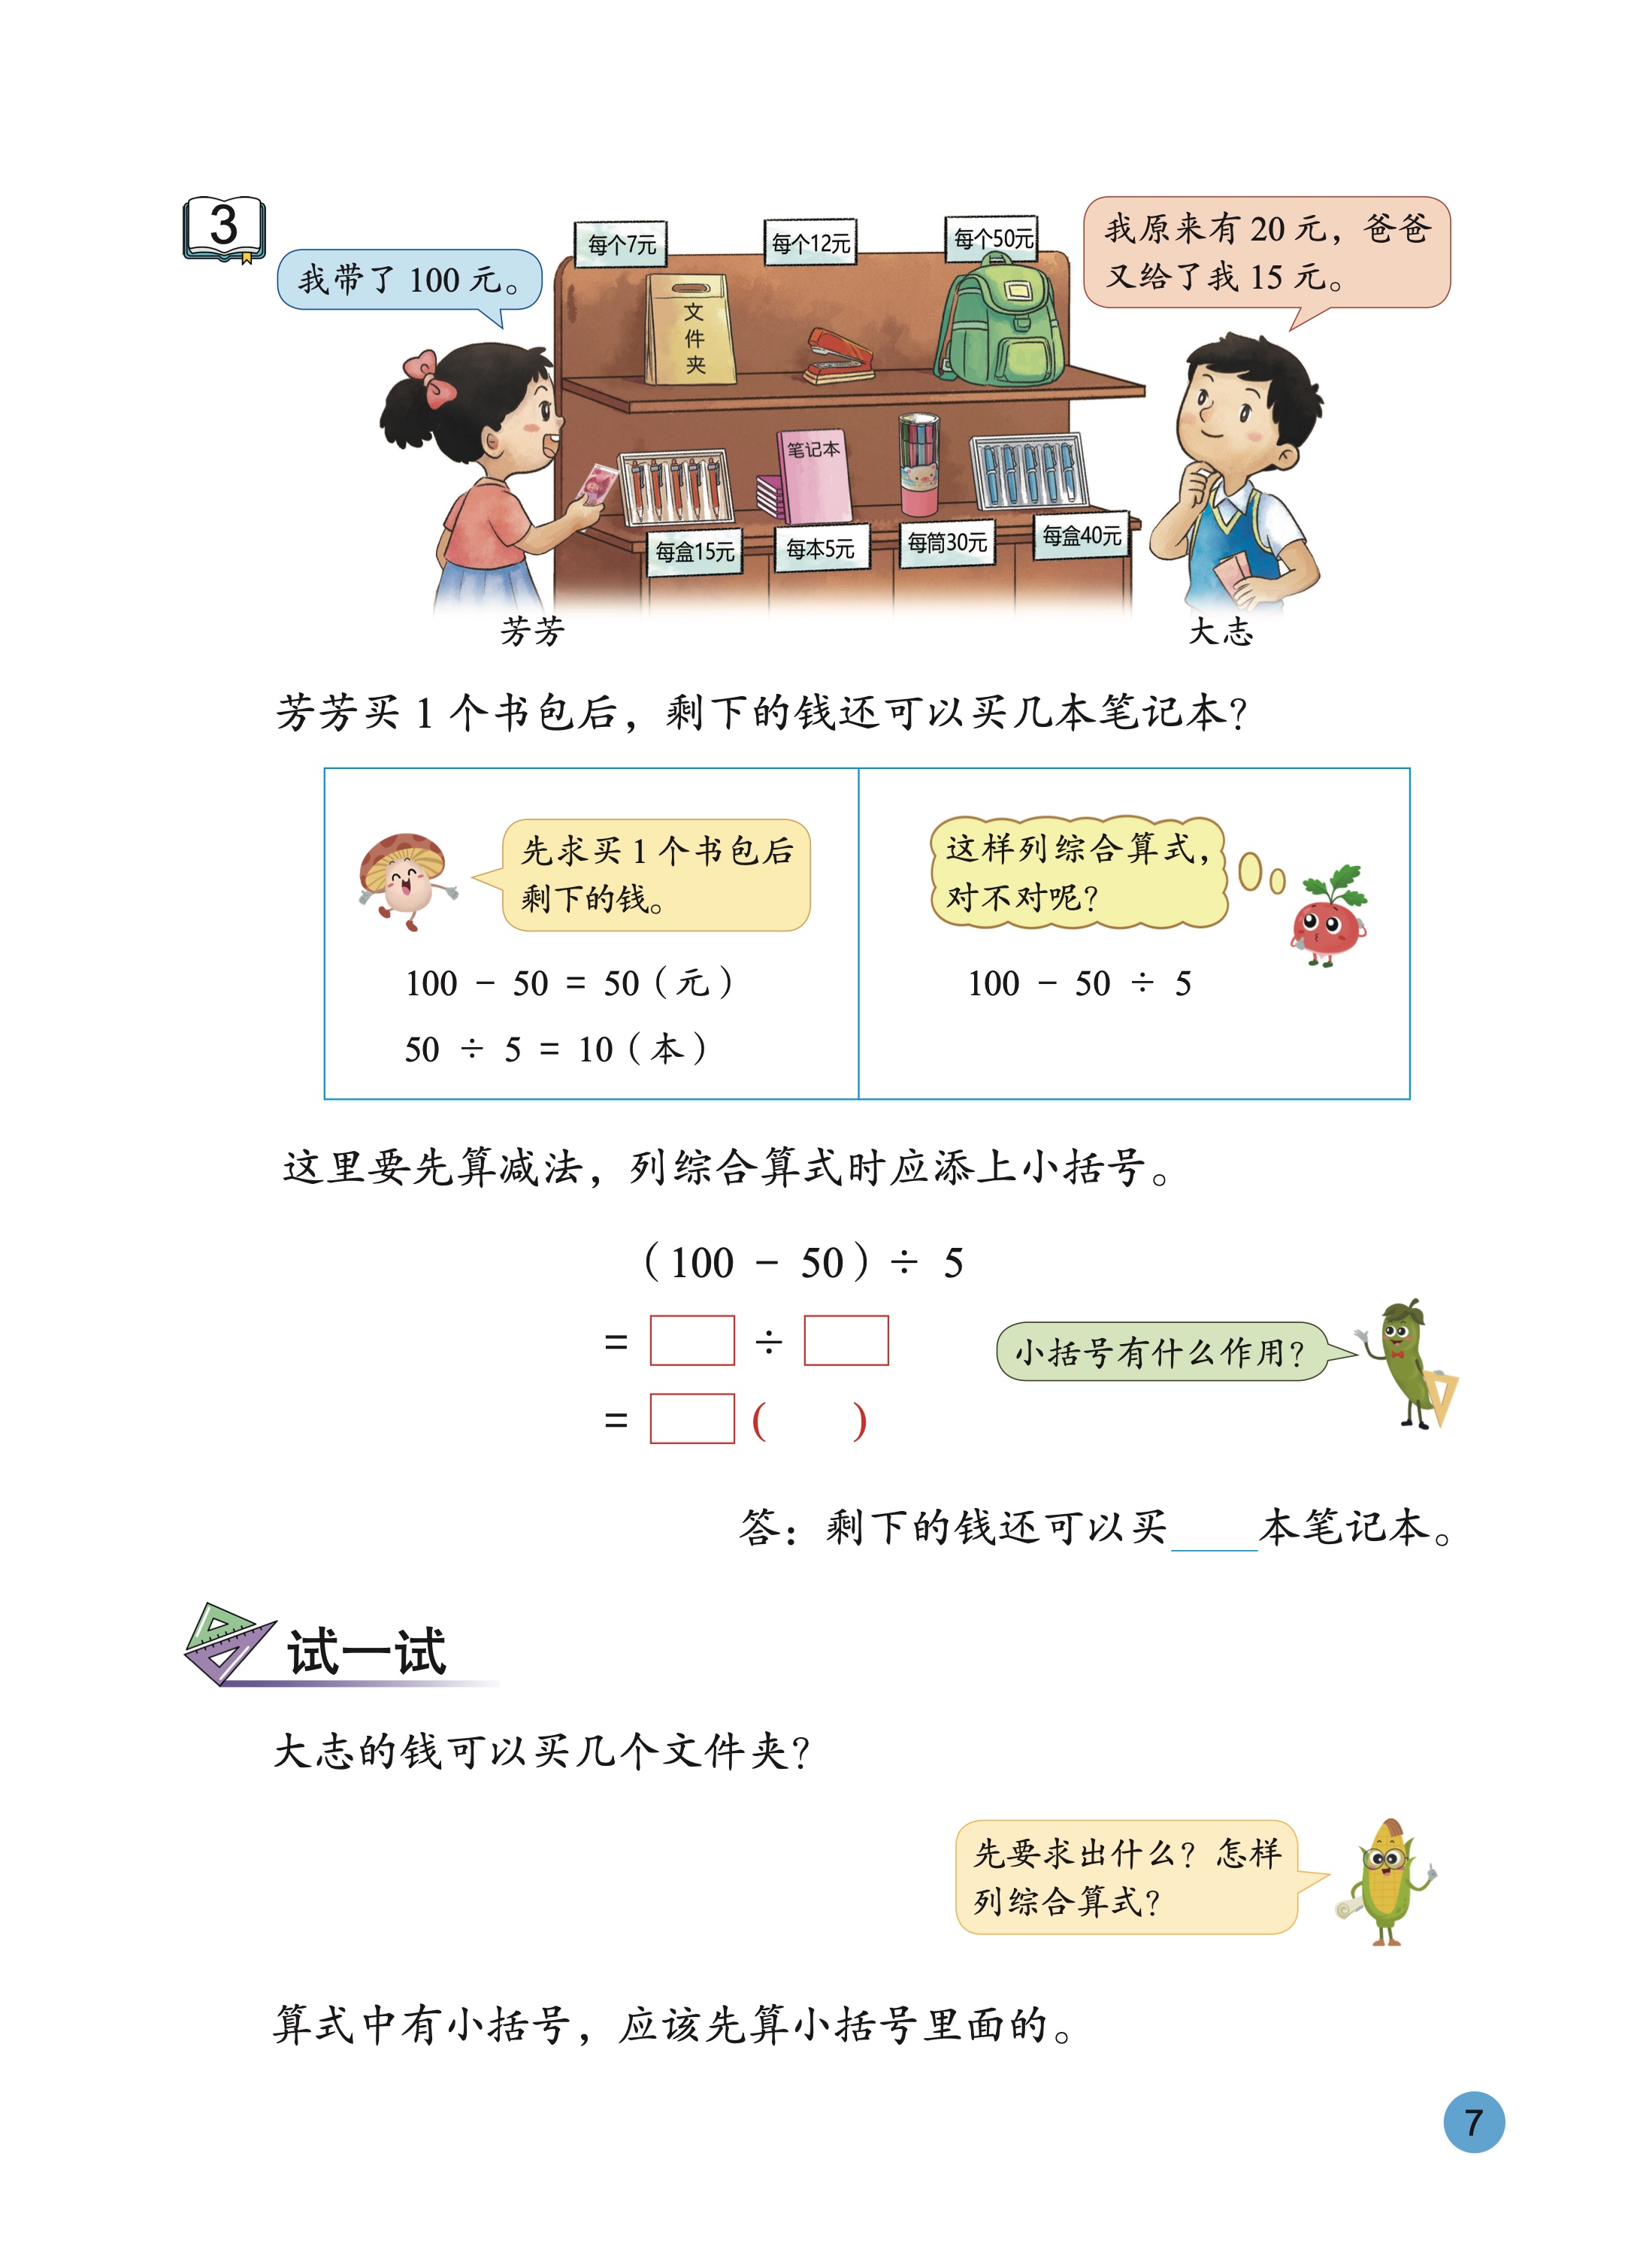 3
我带了 100 元。
每个7元
每个12元
每个50元
我原来有 20 元，爸爸
又给了我 15 元。
文
件
夹
笔记本
每盒15元
每本5元
每筒30元
每盒40元
芳芳
大志
芳芳买 1 个书包后，剩下的钱还可以买几本笔记本？
先求买 1 个书包后
剩下的钱。
100 － 50 = 50（元）
50 ÷ 5 = 10（本）
这样列综合算式，
对不对呢？
100 － 50 ÷ 5
这里要先算减法，列综合算式时应添上小括号。
（100 － 50）÷ 5
= ÷
= (  )
小括号有什么作用？
答：剩下的钱还可以买____本笔记本。
试一试
大志的钱可以买几个文件夹？
先要求出什么？怎样
列综合算式？
算式中有小括号，应该先算小括号里面的。
7